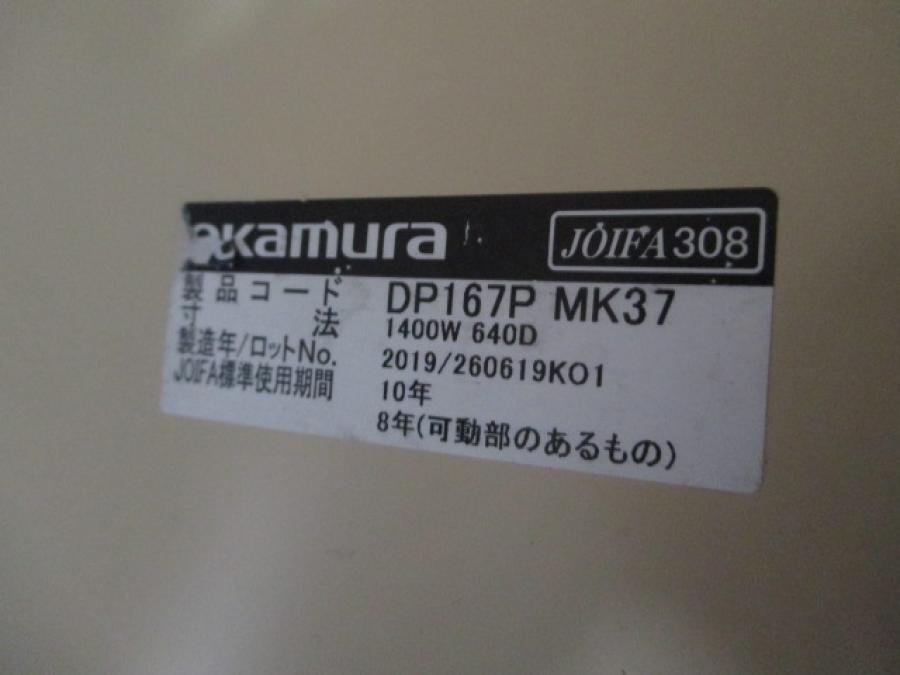 okamura JOIFA308
製品コード DP167P MK37
寸法 1400W 640D
製造年/ロットNo. 2019/260619K01
JOIFA標準使用期間 10年
8年(可動部のあるもの)